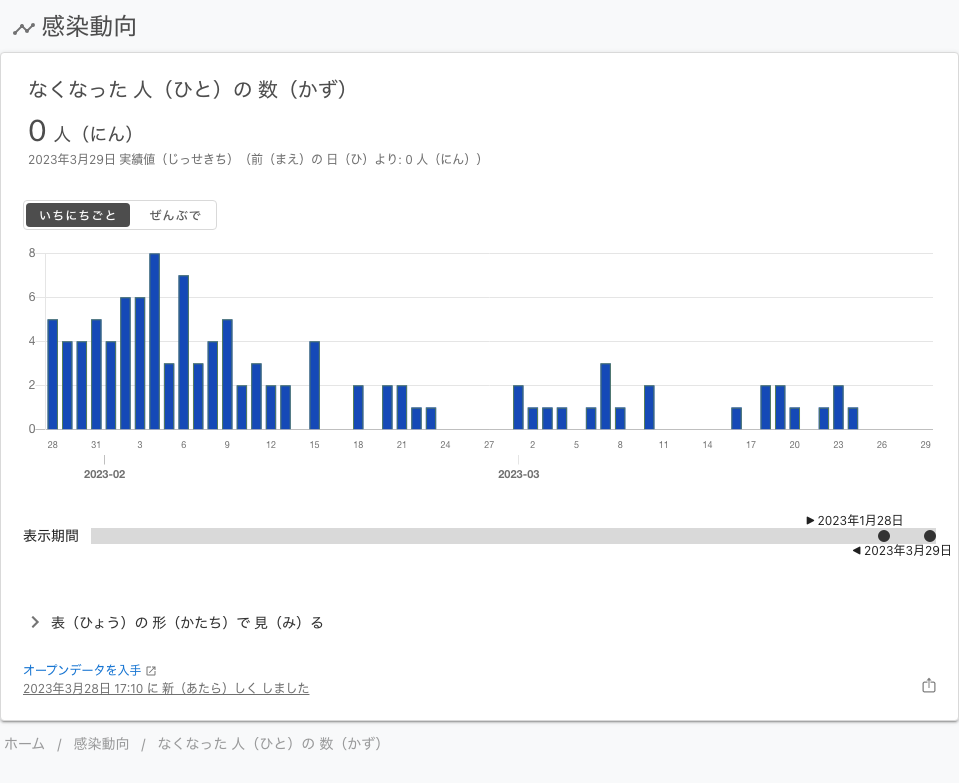 感染動向
なくなった 人（ひと）の 数（かず）
0 人（にん）
2023年3月29日 実績値（じっせきち）（前（まえ）の 日（ひ）より: 0 人（にん））
いちにちごと ぜんぶで
8
6
4
2
0
28 31 3 6 9 12 15 18 21 24 27 2 5 8 11 14 17 20 23 26 29
2023-02 2023-03
▶ 2023年1月28日
表示期間
◀ 2023年3月29日
表（ひょう）の 形（かたち）で 見（み）る
オープンデータを入手
2023年3月28日 17:10 に 新（あたら）しく しました
ホーム / 感染動向 / なくなった 人（ひと）の 数（かず）